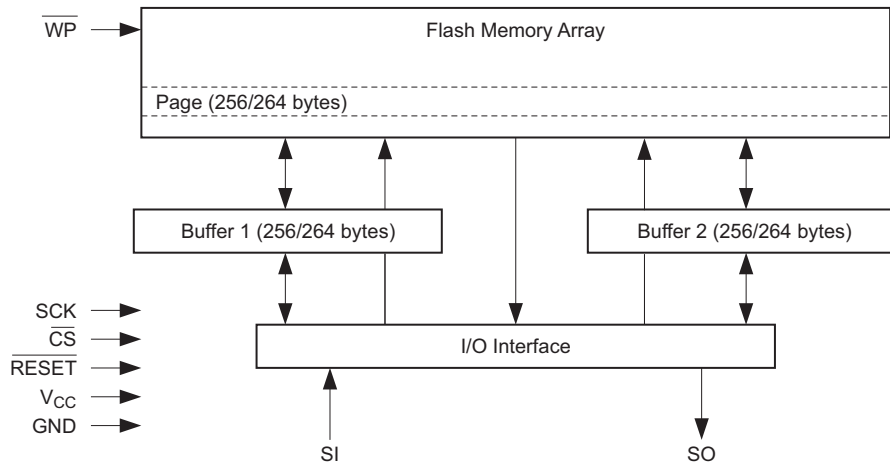 WP
Flash Memory Array
Page (256/264 bytes)
Buffer 1 (256/264 bytes)
Buffer 2 (256/264 bytes)
SCK
CS
RESET
VCC
GND
I/O Interface
SI
SO